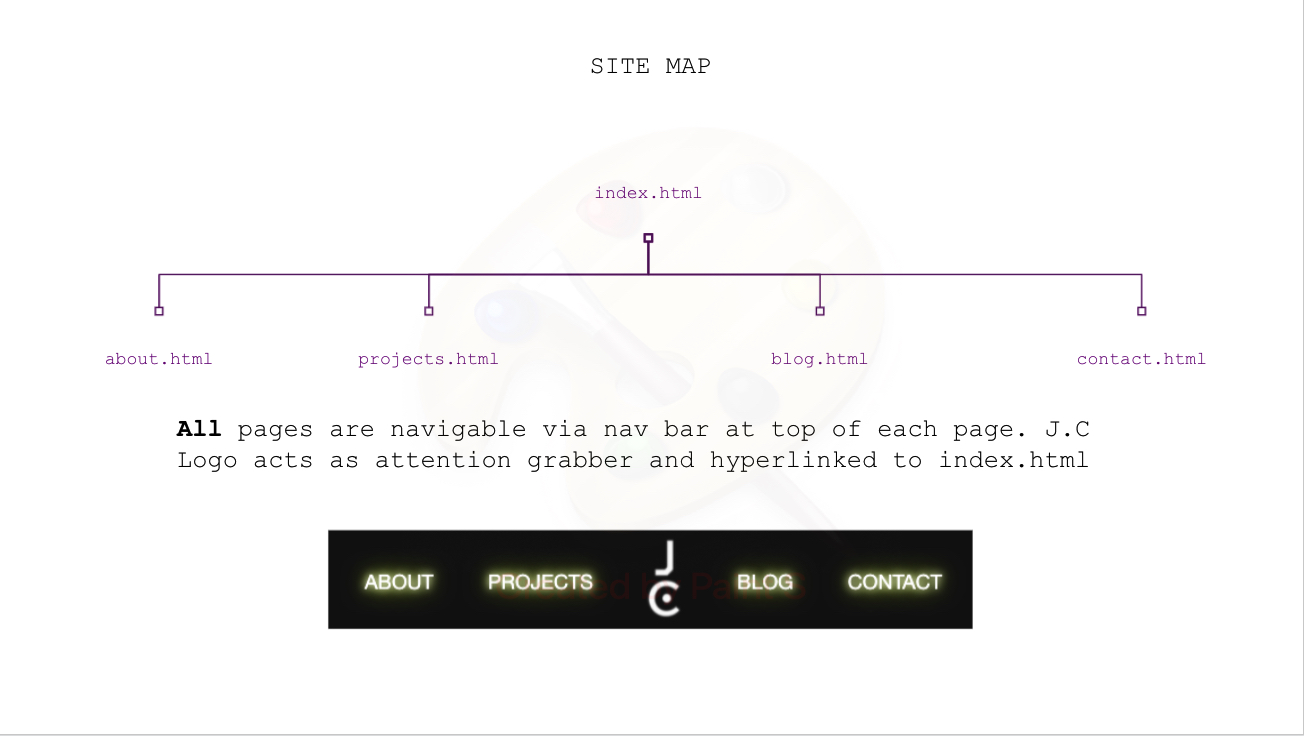 SITE MAP
index.html
about.html projects.html blog.html contact.html
All pages are navigable via nav bar at top of each page. J.C
Logo acts as attention grabber and hyperlinked to index.html
ABOUT PROJECTS JC BLOG CONTACT